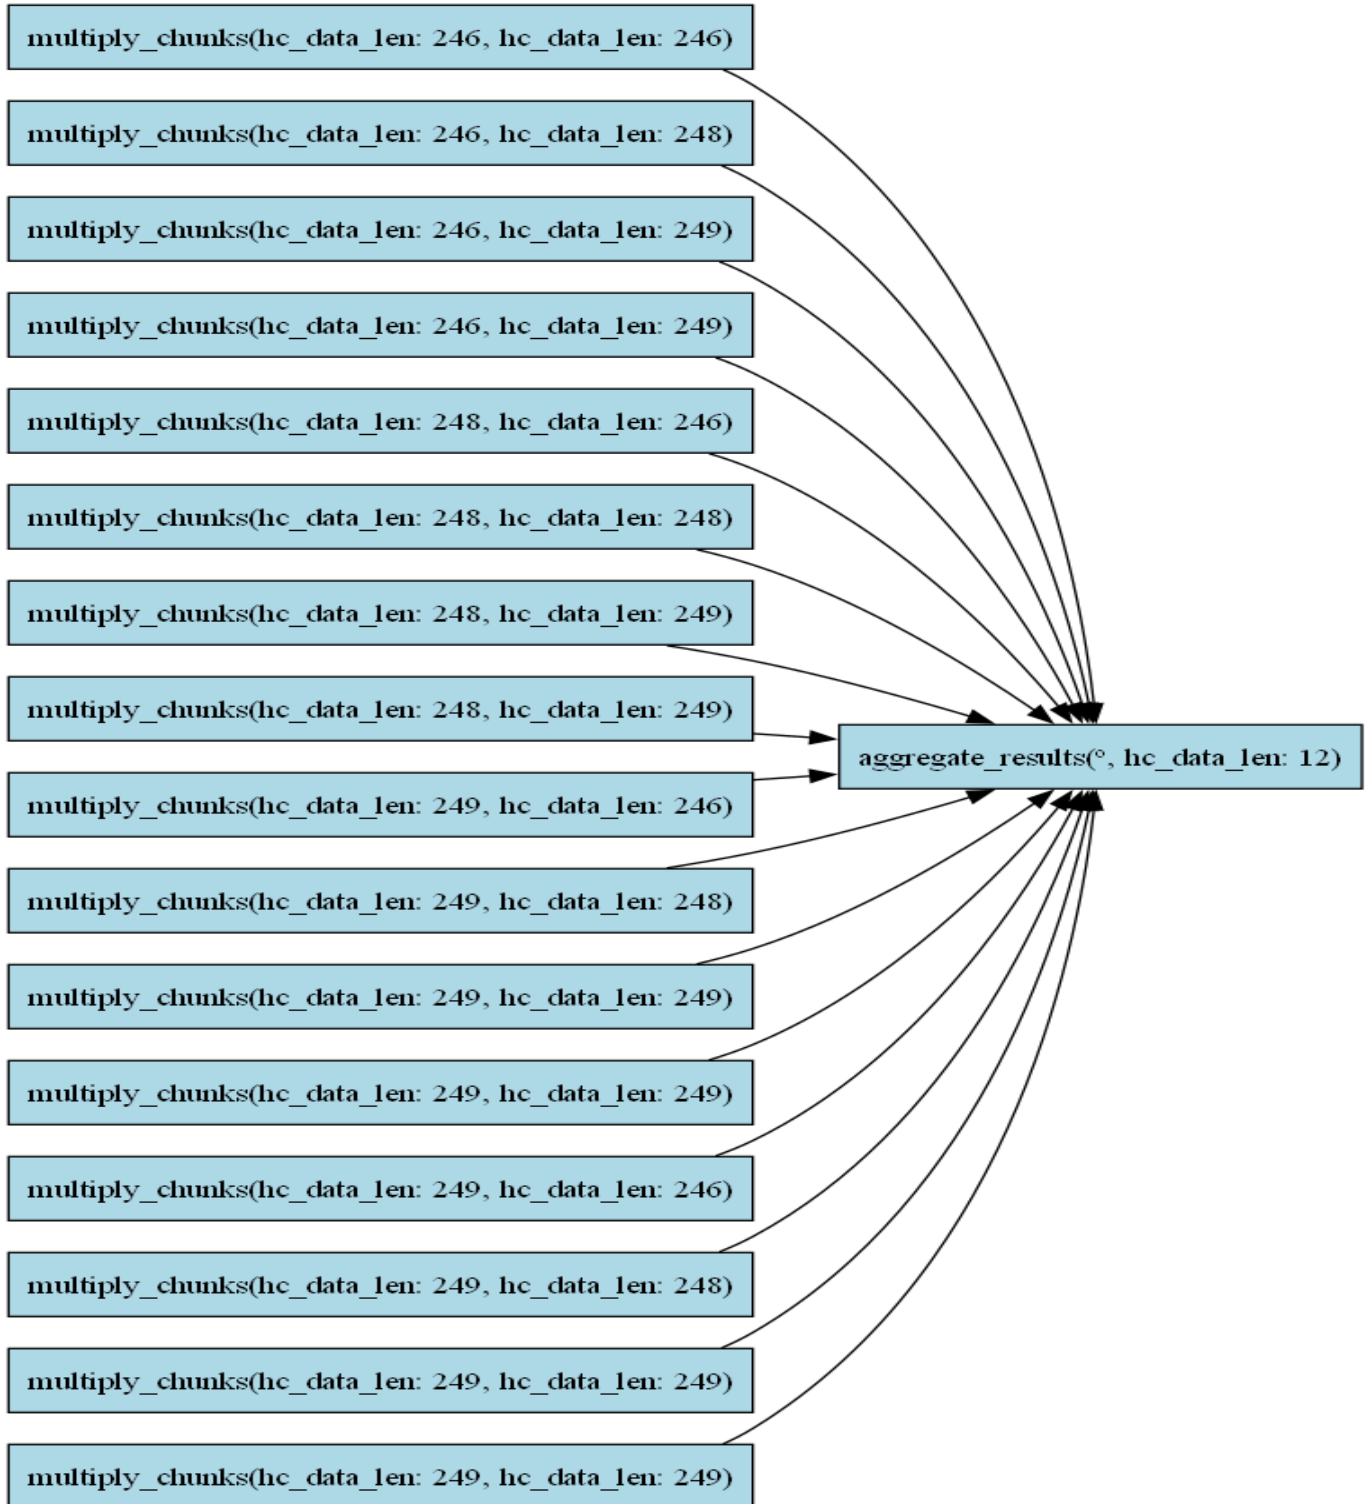 multiply_chunks(hc_data_len: 246, hc_data_len: 246)
multiply_chunks(hc_data_len: 246, hc_data_len: 248)
multiply_chunks(hc_data_len: 246, hc_data_len: 249)
multiply_chunks(hc_data_len: 246, hc_data_len: 249)
multiply_chunks(hc_data_len: 248, hc_data_len: 246)
multiply_chunks(hc_data_len: 248, hc_data_len: 248)
multiply_chunks(hc_data_len: 248, hc_data_len: 249)
multiply_chunks(hc_data_len: 248, hc_data_len: 249)
aggregate_results(°, hc_data_len: 12)
multiply_chunks(hc_data_len: 249, hc_data_len: 246)
multiply_chunks(hc_data_len: 249, hc_data_len: 248)
multiply_chunks(hc_data_len: 249, hc_data_len: 249)
multiply_chunks(hc_data_len: 249, hc_data_len: 249)
multiply_chunks(hc_data_len: 249, hc_data_len: 246)
multiply_chunks(hc_data_len: 249, hc_data_len: 248)
multiply_chunks(hc_data_len: 249, hc_data_len: 249)
multiply_chunks(hc_data_len: 249, hc_data_len: 249)